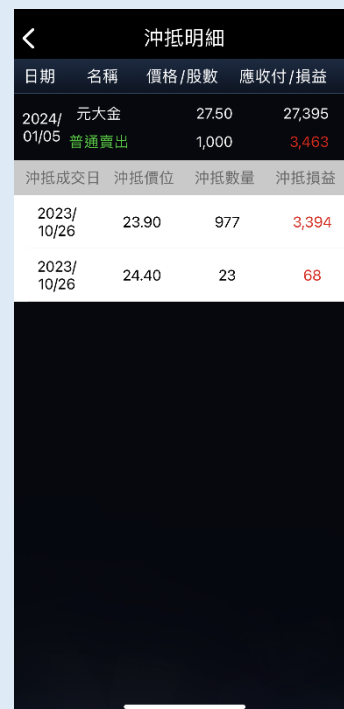 沖抵明細
日期 名稱 價格/股數 應收付/損益
2024/01/05 元大金 27.50 27,395
普通賣出 1,000 3,463
沖抵成交日 沖抵價位 沖抵數量 沖抵損益
2023/10/26 23.90 977 3,394
2023/10/26 24.40 23 68